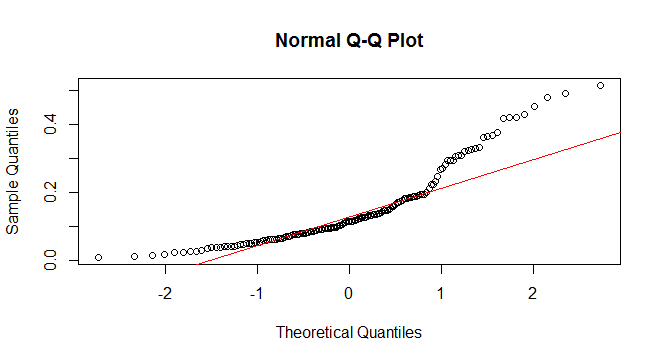 Normal Q-Q Plot
Sample Quantiles
0.4
0.2
0.0
-2 -1 0 1 2
Theoretical Quantiles